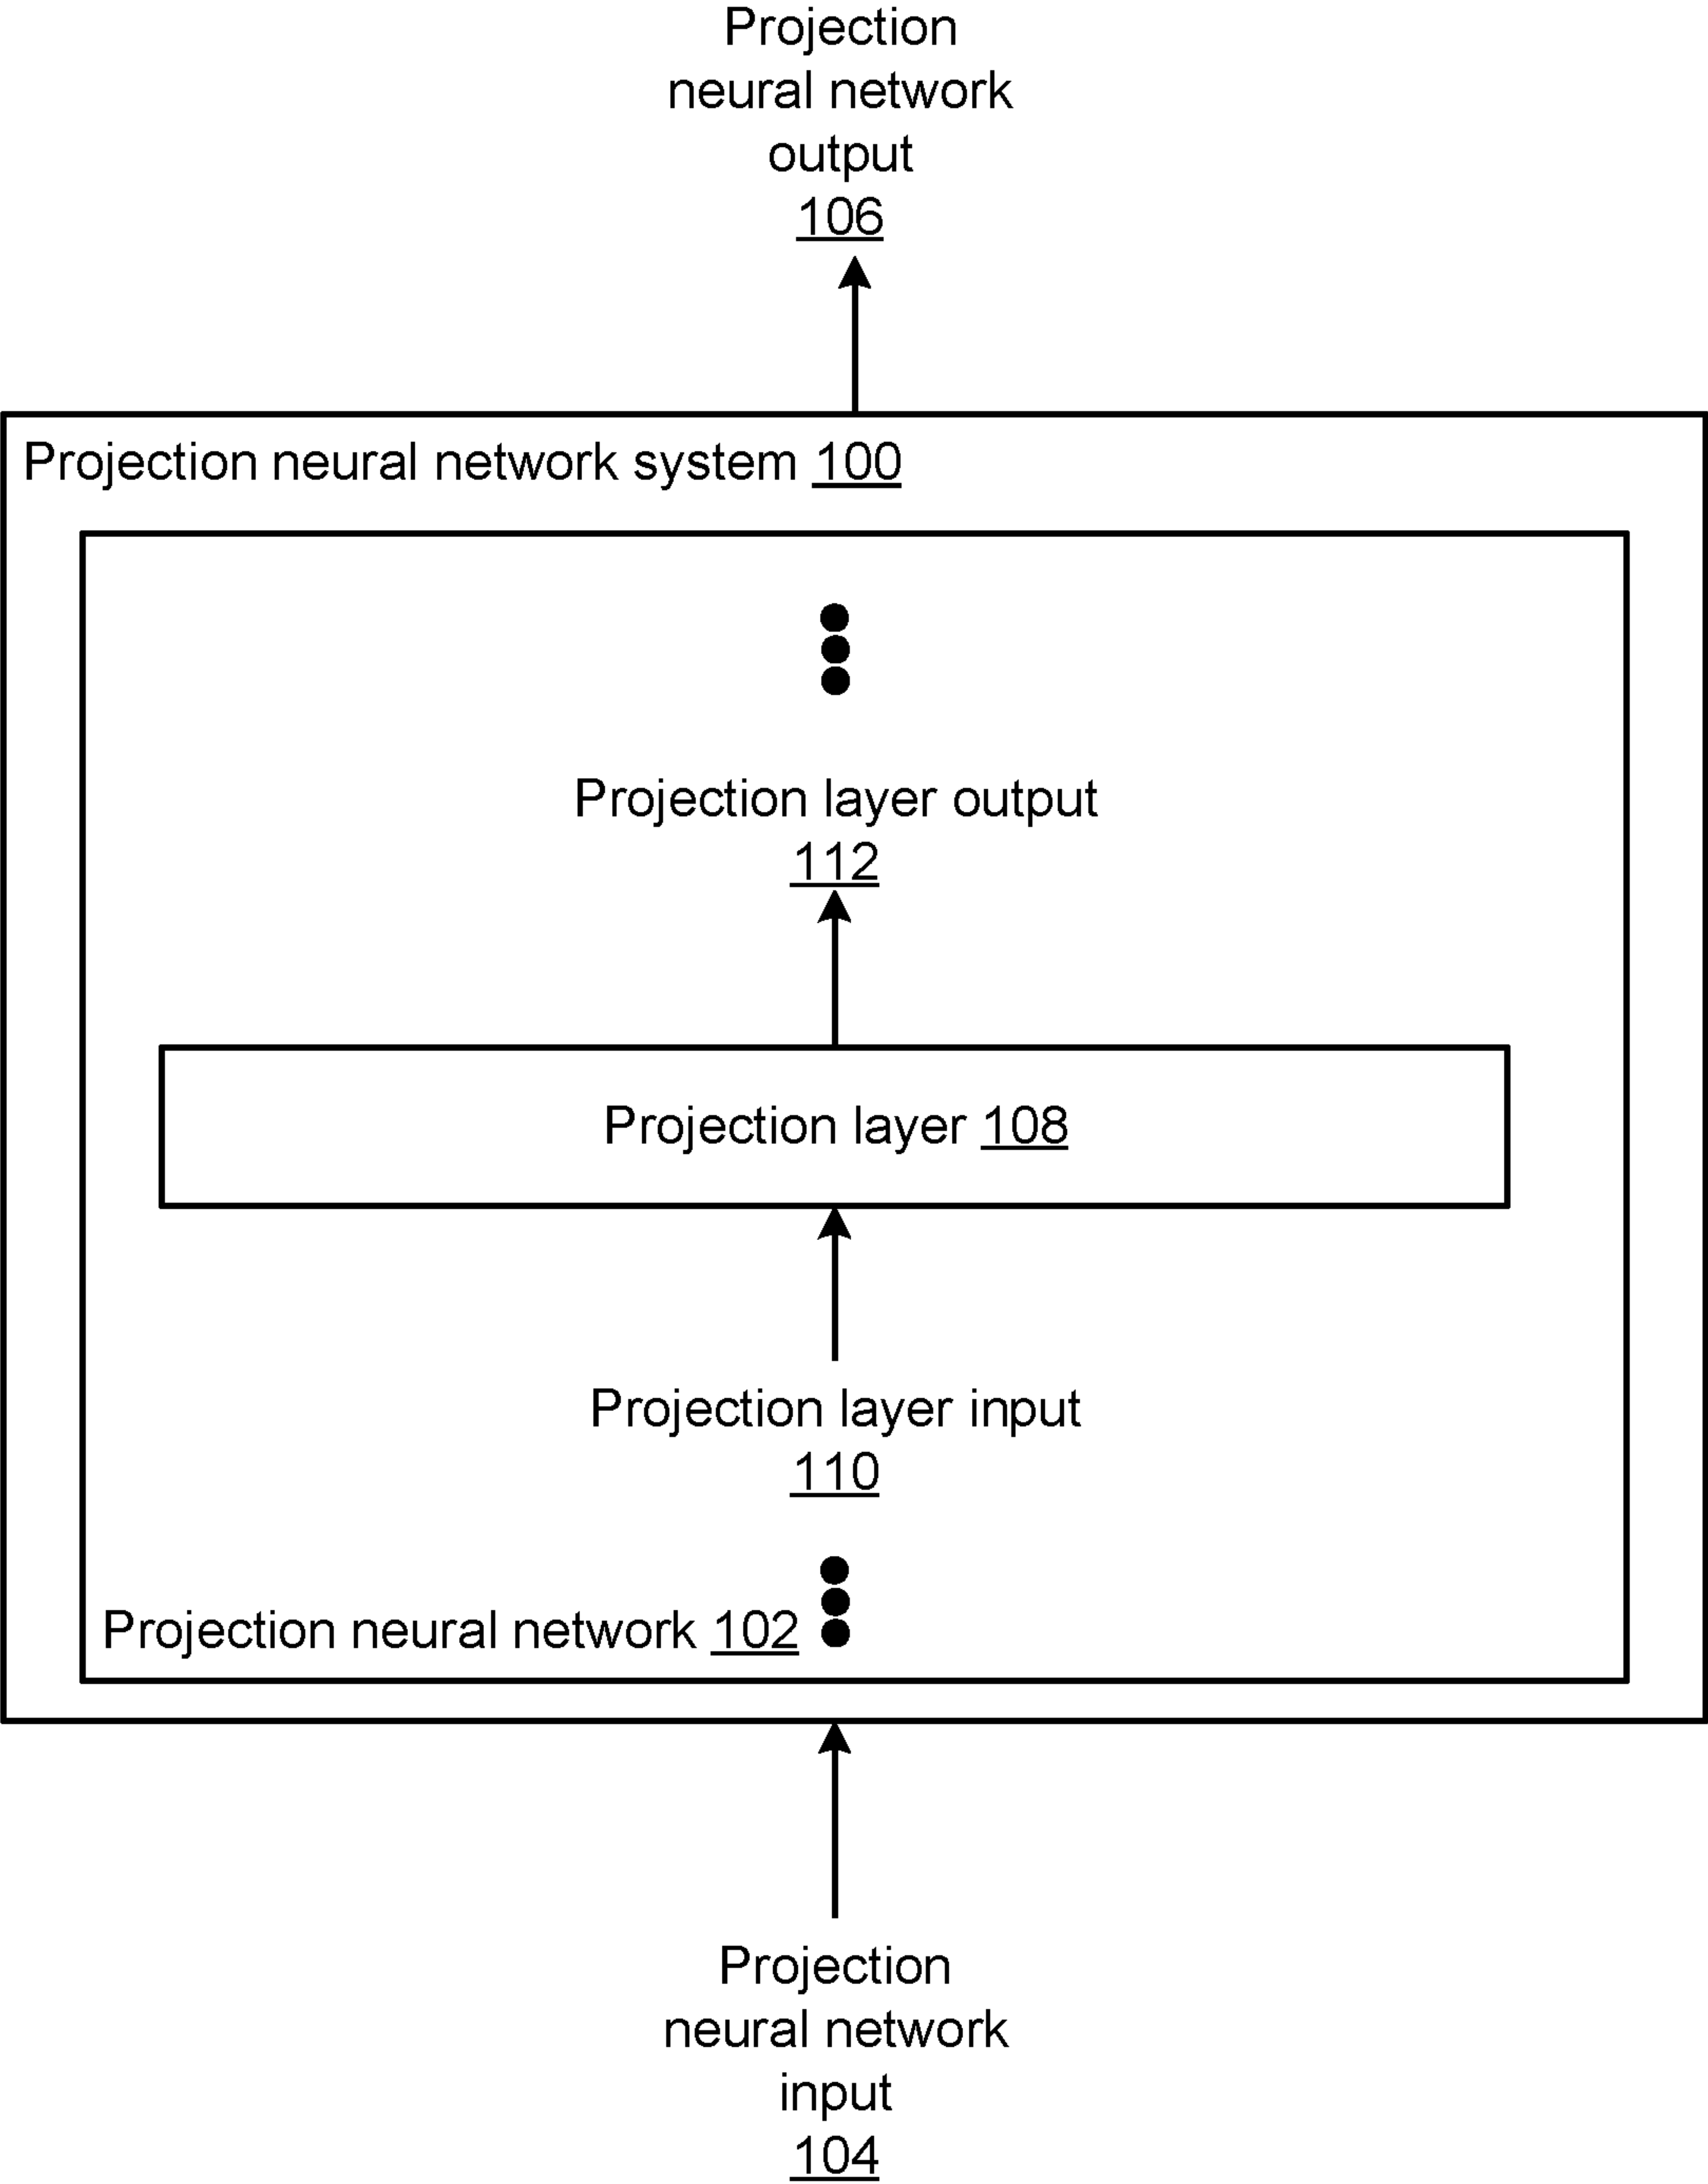 Projection
neural network
output
106
Projection neural network system 100
Projection layer output
112
Projection layer 108
Projection layer input
110
Projection neural network 102
Projection
neural network
input
104